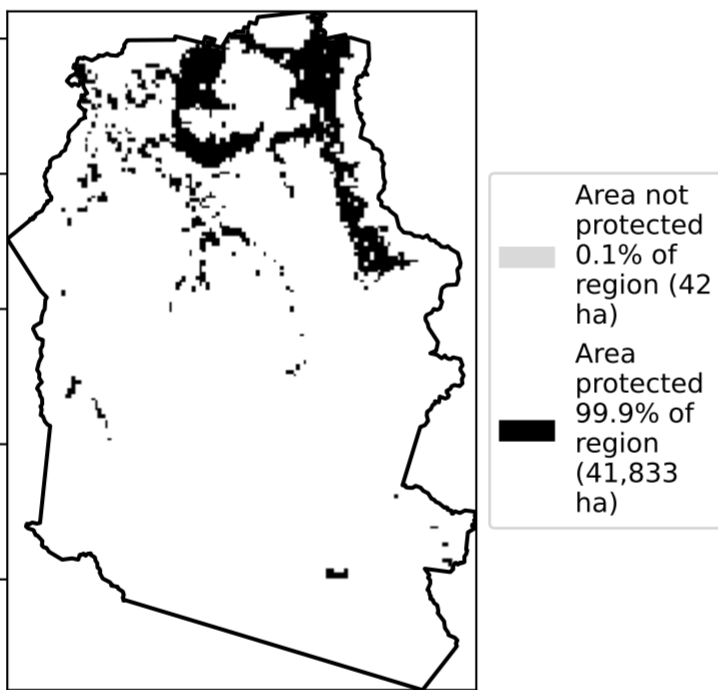 Area not
protected
0.1% of
region (42
ha)
Area
protected
99.9% of
region
(41,833
ha)